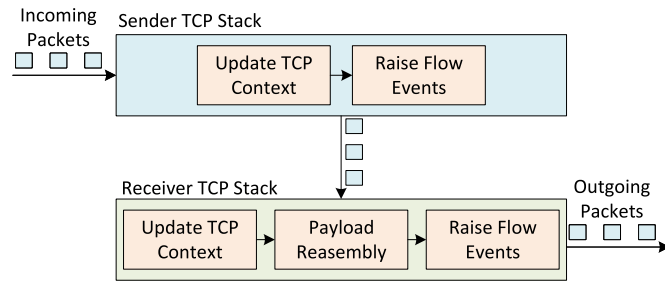 Incoming
Packets
Sender TCP Stack
Update TCP
Context
Raise Flow
Events
Receiver TCP Stack
Update TCP
Context
Payload
Reassembly
Raise Flow
Events
Outgoing
Packets